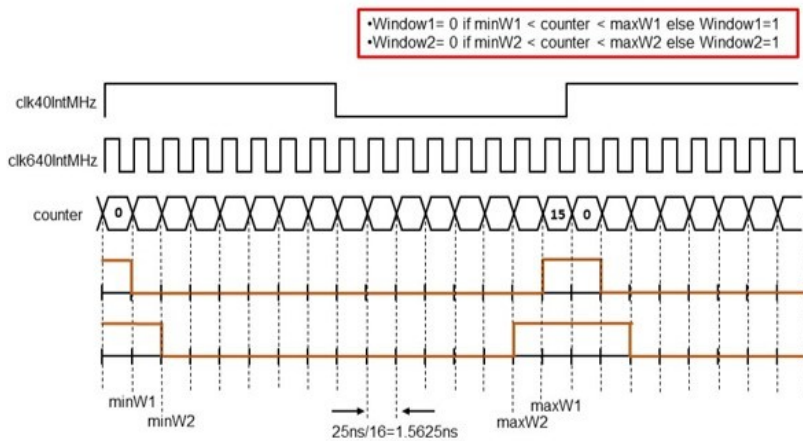 •Window1= 0 if minW1 < counter < maxW1 else Window1=1
•Window2= 0 if minW2 < counter < maxW2 else Window2=1
clk40IntMHz
clk640IntMHz
counter
0
15
0
minW1
minW2
maxW1
maxW2
25ns/16=1.5625ns